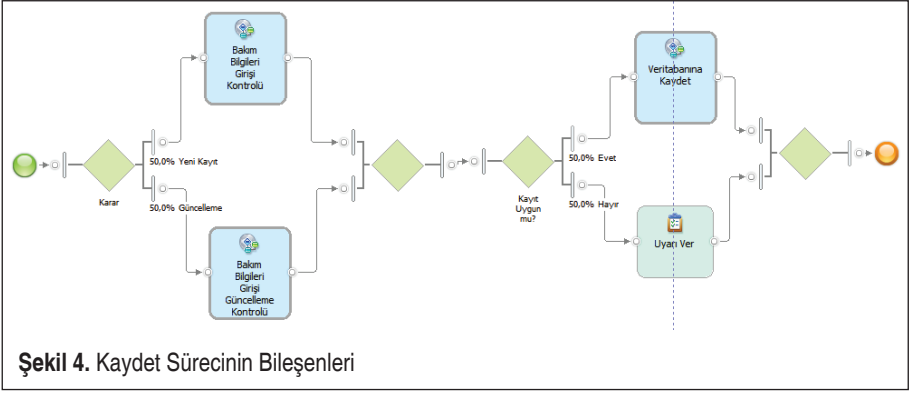 Bakım
Bilgileri
Girişi
Kontrolü
50,0% Yeni Kayıt
Karar
50,0% Güncelleme
Bakım
Bilgileri
Girişi
Güncelleme
Kontrolü
Kayıt
Uygun
mu?
50,0% Evet
50,0% Hayır
Veritabanına
Kaydet
Uyarı Ver
Şekil 4. Kaydet Sürecinin Bileşenleri